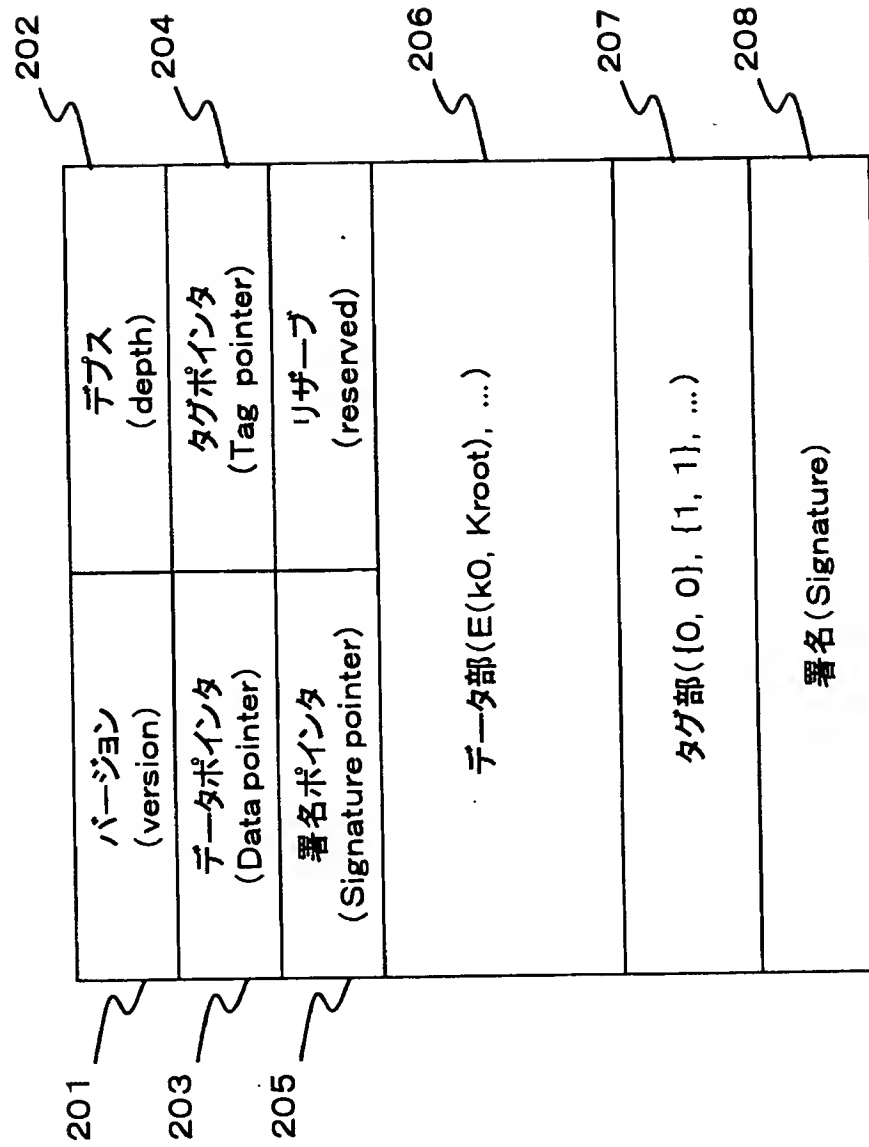 202
204
206
207
208
バージョン
(version)
デプス
(depth)
データポインタ
(Data pointer)
タグポインタ
(Tag pointer)
署名ポインタ
(Signature pointer)
リザーブ
(reserved)
データ部(E(k0, Kroot), ...)
タグ部({0, 0}, {1, 1}, ...)
署名(Signature)
201
203
205